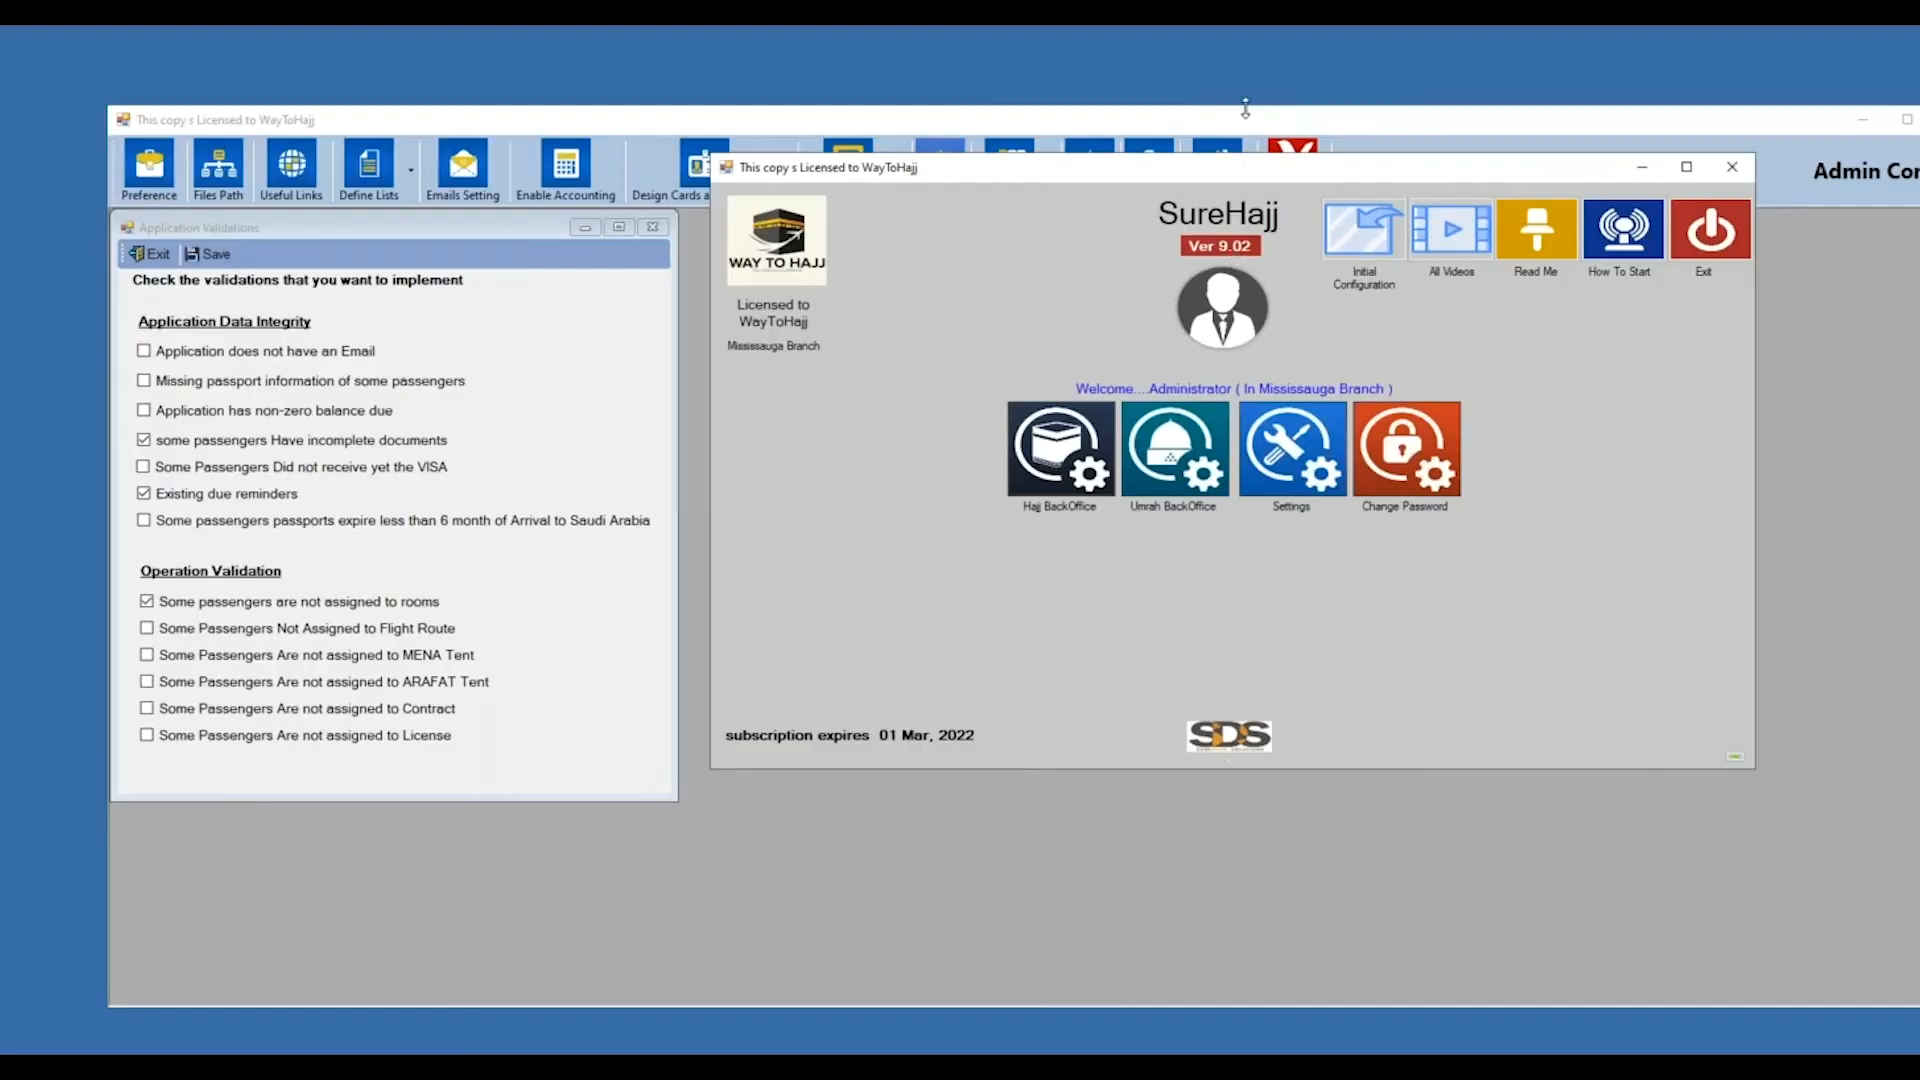 This copy s Licensed to WayToHajj
Preference
Files Path
Useful Links
Define Lists
Emails Setting
Enable Accounting
Design Cards a
Admin Cor
Application Validations
Exit
Save
Check the validations that you want to implement
Application Data Integrity
Application does not have an Email
Missing passport information of some passengers
Application has non-zero balance due
some passengers Have incomplete documents
Some Passengers Did not receive yet the VISA
Existing due reminders
Some passengers passports expire less than 6 month of Arrival to Saudi Arabia
Operation Validation
Some passengers are not assigned to rooms
Some Passengers Not Assigned to Flight Route
Some Passengers Are not assigned to MENA Tent
Some Passengers Are not assigned to ARAFAT Tent
Some Passengers Are not assigned to Contract
Some Passengers Are not assigned to License
This copy s Licensed to WayToHajj
WAY TO HAJJ
Licensed to
WayToHajj
Mississauga Branch
SureHajj
Ver 9.02
Initial
Configuration
All Videos
Read Me
How To Start
Exit
Welcome....Administrator ( In Mississauga Branch )
Hajj BackOffice
Umrah BackOffice
Settings
Change Password
subscription expires 01 Mar, 2022
SDS